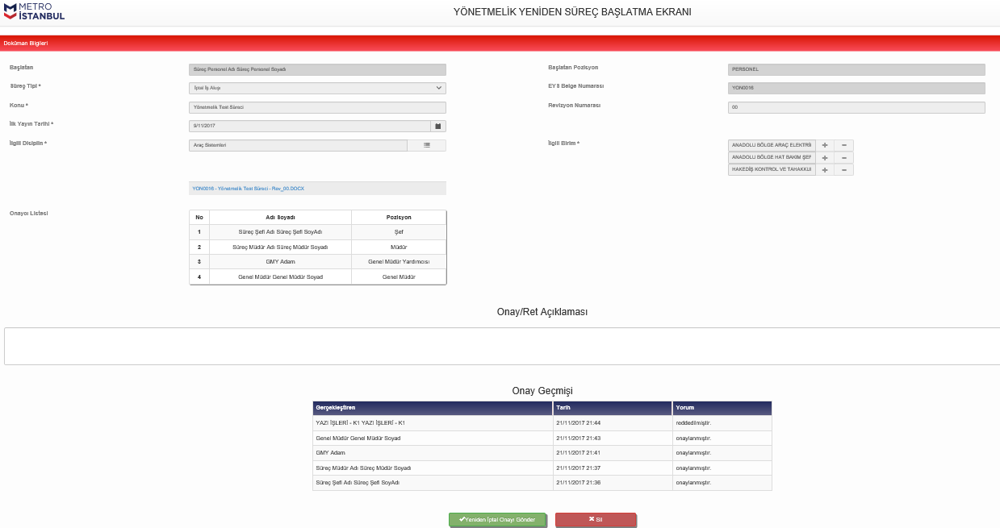 METRO
İSTANBUL
YÖNETMELİK YENİDEN SÜREÇ BAŞLATMA EKRANI
Doküman Bilgileri
Başlatan
Süreç Personel Adı Süreç Personel Soyadı
Başlatan Pozisyon
PERSONEL
Süreç Tipi *
İptal İş Akışı
EYS Belge Numarası
YON0016
Konu *
Yönetmelik Test Süreci
Revizyon Numarası
00
İlk Yayın Tarihi *
9/11/2017
İlgili Disiplin *
Araç Sistemleri
İlgili Birim *
ANADOLU BÖLGE ARAÇ ELEKTRİK
ANADOLU BÖLGE HAT BAKIM ŞEF
HAKEDİŞ KONTROL VE TAHAKKUK
YON0016 - Yönetmelik Test Süreci - Rev_00.DOCX
Onaycı Listesi
No Adı Soyadı Pozisyon
1 Süreç Şefi Adı Süreç Şefi SoyAdı Şef
2 Süreç Müdür Adı Süreç Müdür Soyadı Müdür
3 GMY Adam Genel Müdür Yardımcısı
4 Genel Müdür Genel Müdür Soyad Genel Müdür
Onay/Ret Açıklaması
Onay Geçmişi
Gerçekleştiren Tarih Yorum
YAZI İŞLERİ - K1 YAZI İŞLERİ - K1 21/11/2017 21:44 reddedilmiştir.
Genel Müdür Genel Müdür Soyad 21/11/2017 21:43 onaylanmıştır.
GMY Adam 21/11/2017 21:41 onaylanmıştır.
Süreç Müdür Adı Süreç Müdür Soyadı 21/11/2017 21:37 onaylanmıştır.
Süreç Şefi Adı Süreç Şefi SoyAdı 21/11/2017 21:36 onaylanmıştır.
Yeniden İptal Onayı Gönder
Sil